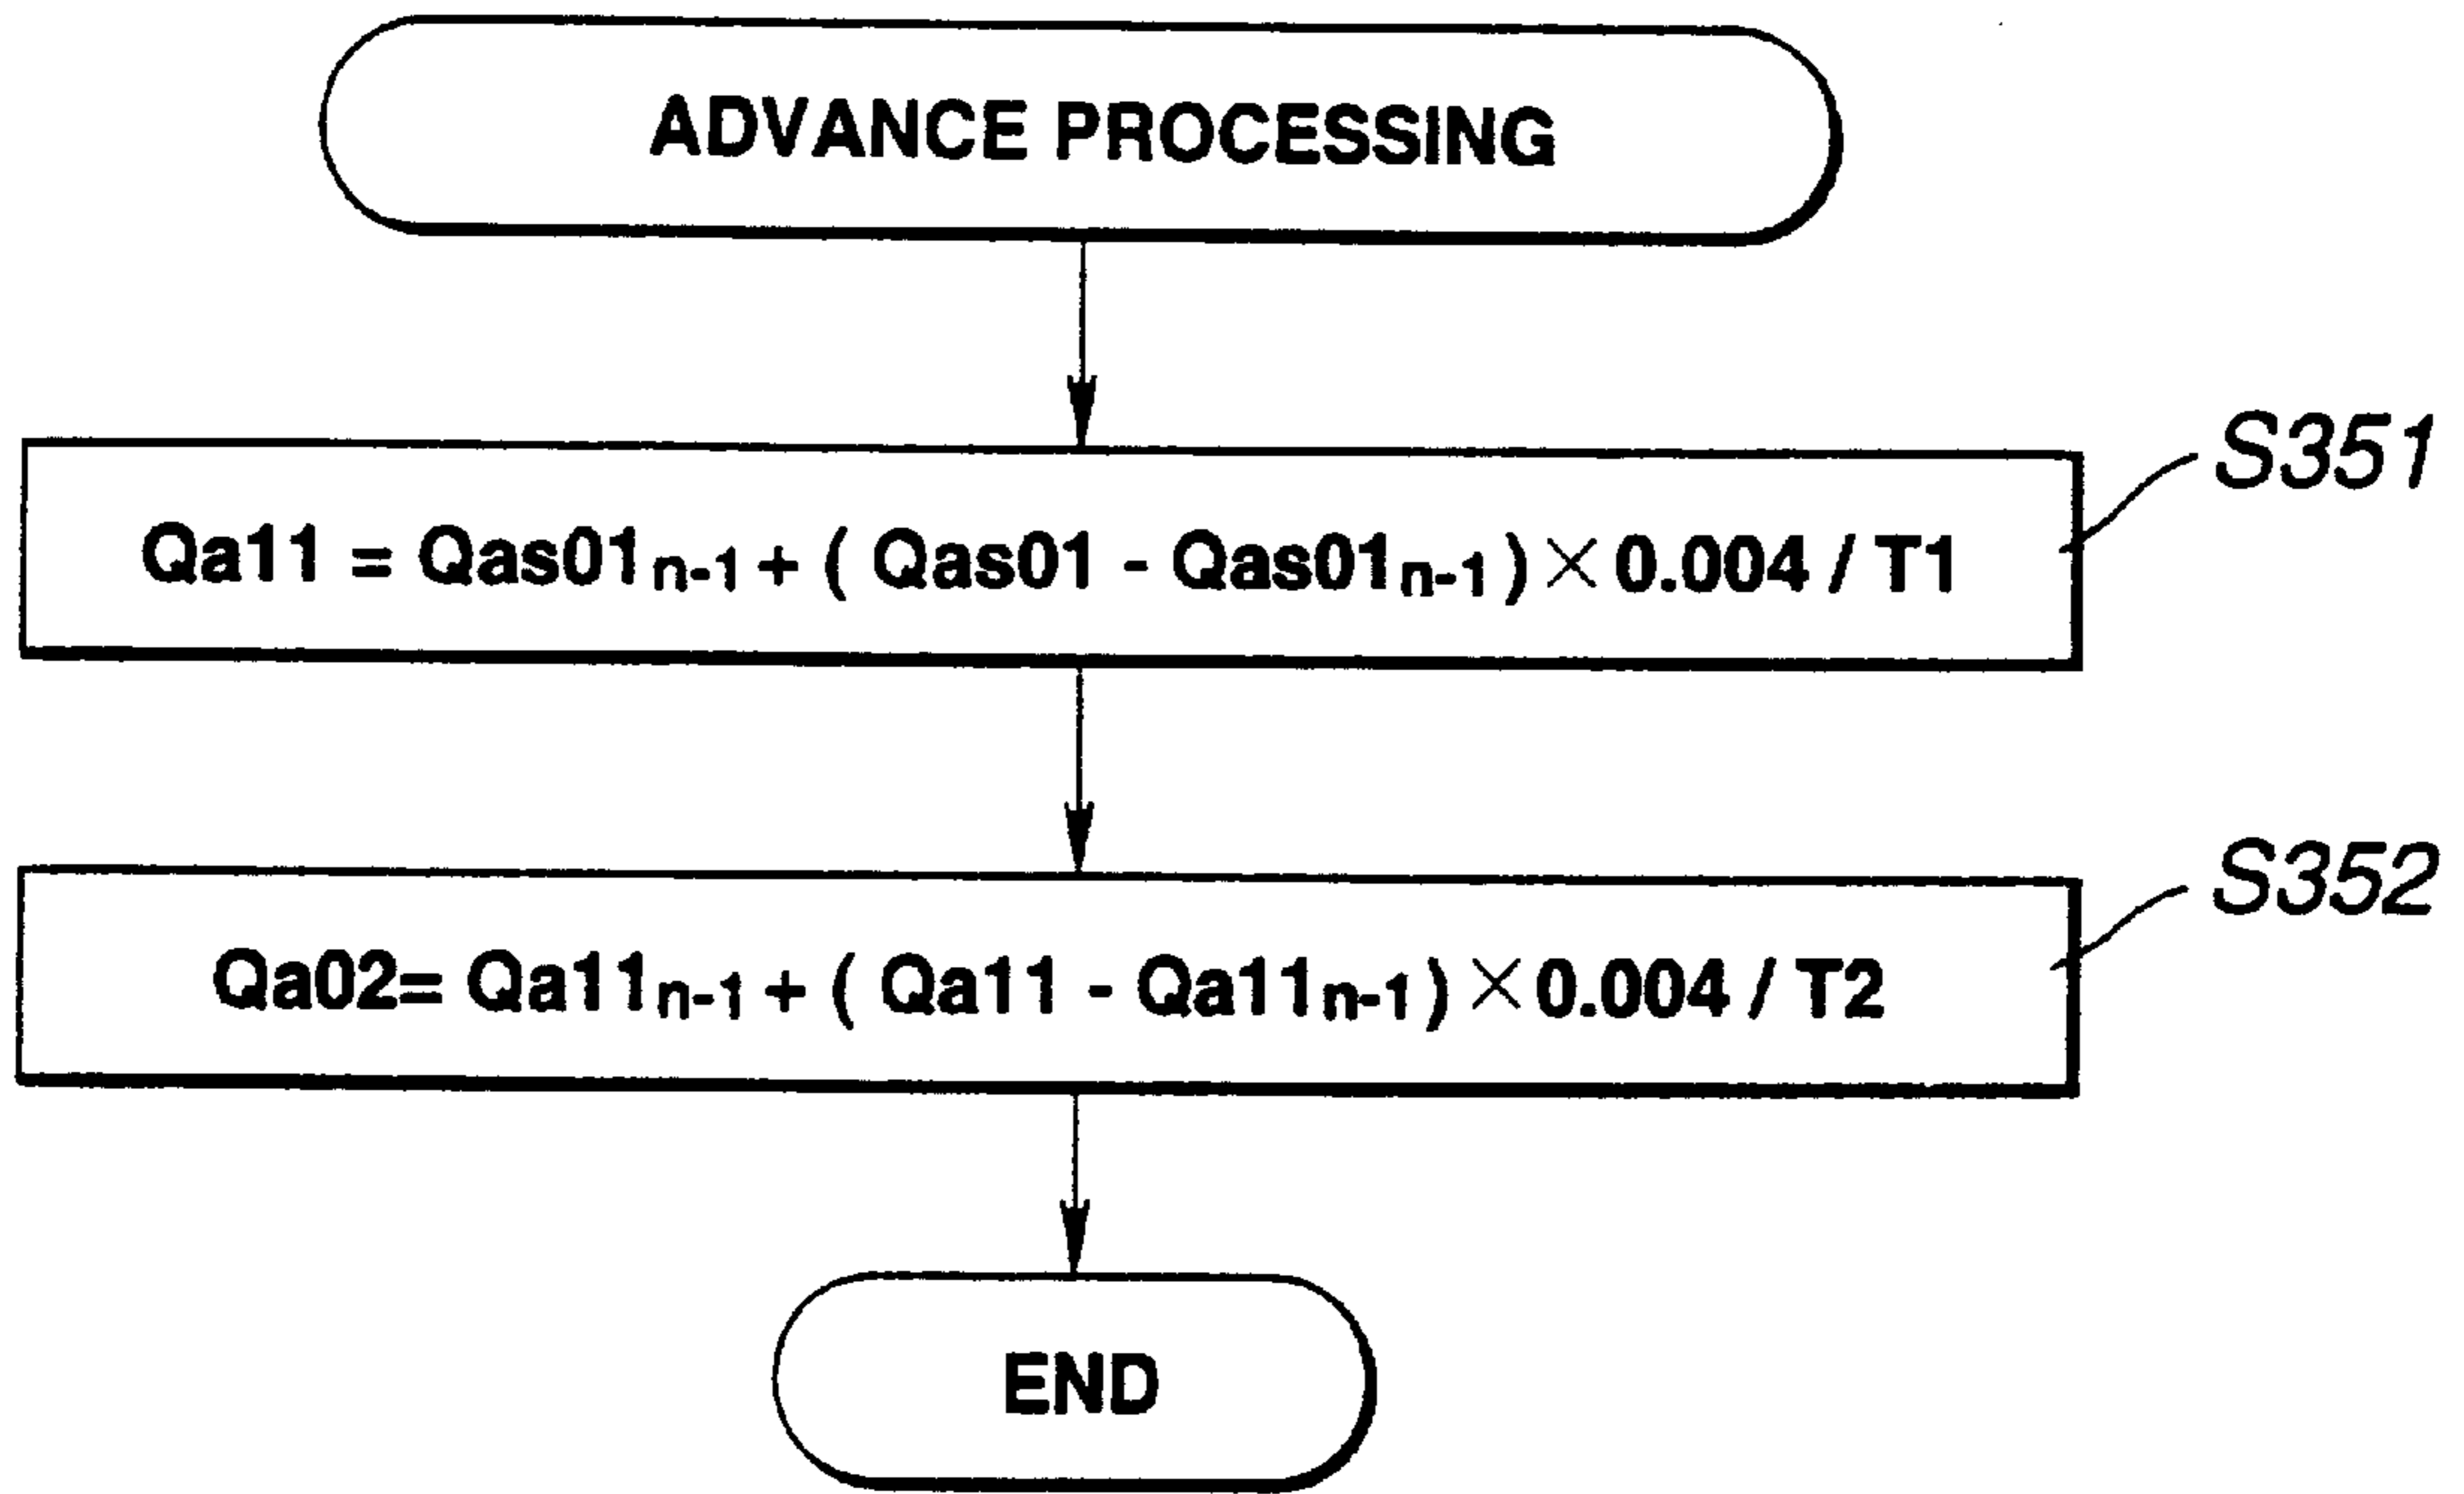 ADVANCE PROCESSING
S351
Qa11 = Qas01n-1 + ( Qas01 - Qas01n-1 ) × 0.004 / T1
S352
Qa02= Qa11n-1 + ( Qa11 - Qa11n-1 ) × 0.004 / T2
END